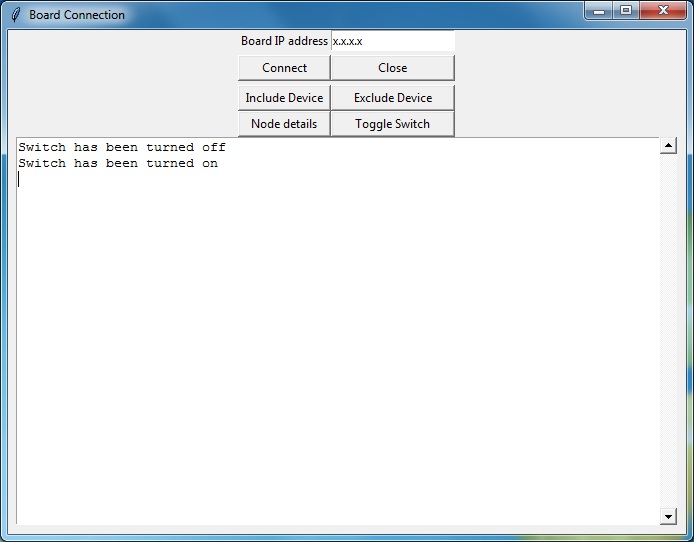 Board Connection
Board IP address x.x.x.x
Connect Close
Include Device Exclude Device
Node details Toggle Switch
Switch has been turned off
Switch has been turned on